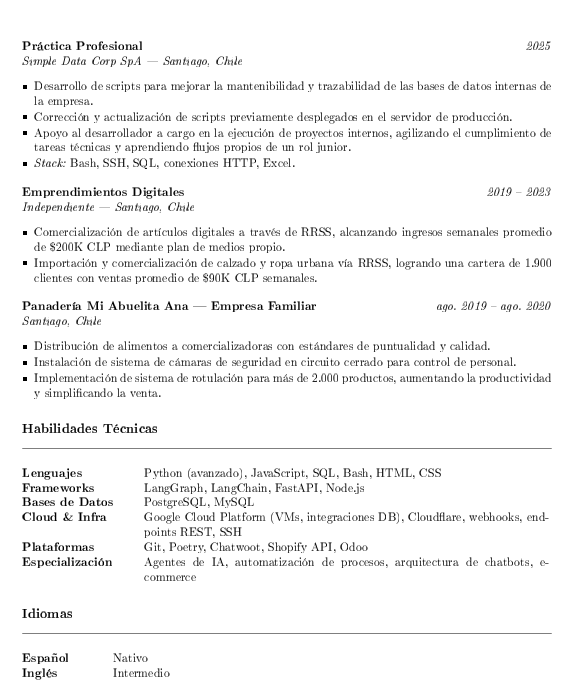 Práctica Profesional 2025
Simple Data Corp SpA — Santiago, Chile
▪ Desarrollo de scripts para mejorar la mantenibilidad y trazabilidad de las bases de datos internas de
la empresa.
▪ Corrección y actualización de scripts previamente desplegados en el servidor de producción.
▪ Apoyo al desarrollador a cargo en la ejecución de proyectos internos, agilizando el cumplimiento de
tareas técnicas y aprendiendo flujos propios de un rol junior.
▪ Stack: Bash, SSH, SQL, conexiones HTTP, Excel.
Emprendimientos Digitales 2019 – 2023
Independiente — Santiago, Chile
▪ Comercialización de artículos digitales a través de RRSS, alcanzando ingresos semanales promedio
de $200K CLP mediante plan de medios propio.
▪ Importación y comercialización de calzado y ropa urbana vía RRSS, logrando una cartera de 1.900
clientes con ventas promedio de $90K CLP semanales.
Panadería Mi Abuelita Ana — Empresa Familiar ago. 2019 – ago. 2020
Santiago, Chile
▪ Distribución de alimentos a comercializadoras con estándares de puntualidad y calidad.
▪ Instalación de sistema de cámaras de seguridad en circuito cerrado para control de personal.
▪ Implementación de sistema de rotulación para más de 2.000 productos, aumentando la productividad
y simplificando la venta.
Habilidades Técnicas
Lenguajes Python (avanzado), JavaScript, SQL, Bash, HTML, CSS
Frameworks LangGraph, LangChain, FastAPI, Node.js
Bases de Datos PostgreSQL, MySQL
Cloud & Infra Google Cloud Platform (VMs, integraciones DB), Cloudflare, webhooks, end-
points REST, SSH
Plataformas Git, Poetry, Chatwoot, Shopify API, Odoo
Especialización Agentes de IA, automatización de procesos, arquitectura de chatbots, e-
commerce
Idiomas
Español Nativo
Inglés Intermedio